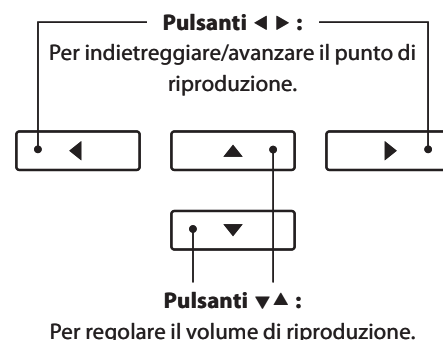 Pulsanti ◀ ▶ :
Per indietreggiare/avanzare il punto di
riproduzione.
◀ ▲ ▶
▼
Pulsanti ▼▲ :
Per regolare il volume di riproduzione.